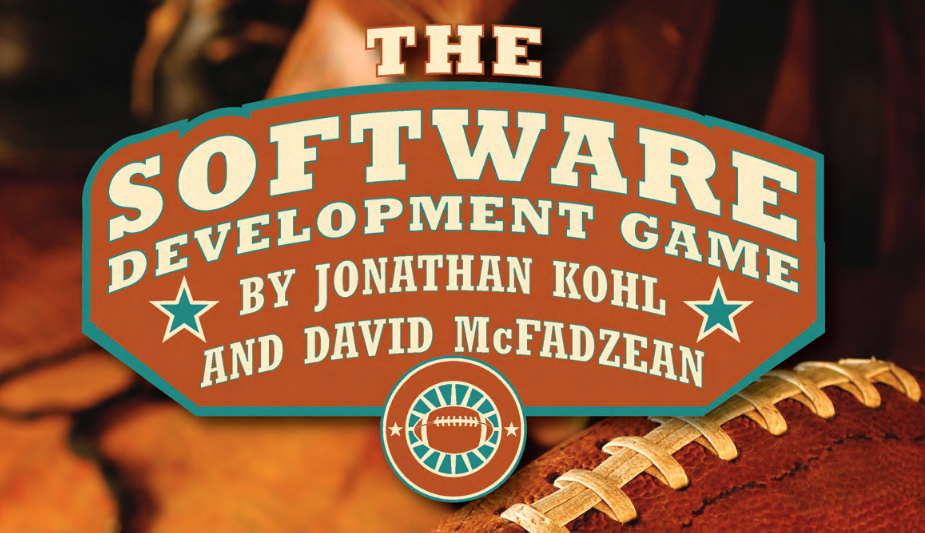 THE
SOFTWARE
DEVELOPMENT GAME
BY JONATHAN KOHL
AND DAVID McFADZEAN